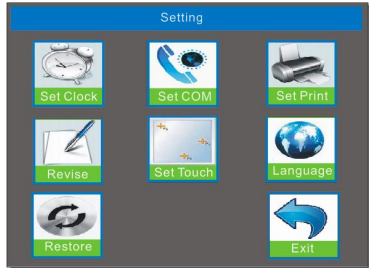 Setting
Set Clock
Set COM
Set Print
Revise
Set Touch
Language
Restore
Exit